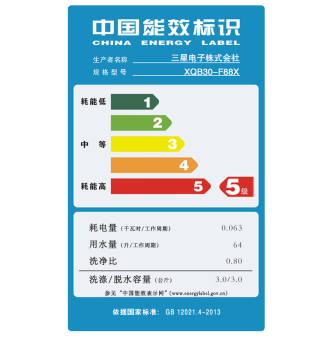 中国能效标识
CHINA ENERGY LABEL
生产者名称 三星电子株式会社
规格型号 XQB30-F88X
耗能低 1
2
中 等 3
4
耗能高 5 5级
耗电量（千瓦时/工作周期） 0.063
用水量（升/工作周期） 64
洗净比 0.80
洗涤/脱水容量（公斤） 3.0/3.0
参见“中国能效表示网”(www.energylabel.gov.cn)
依据国家标准： GB 12021.4-2013